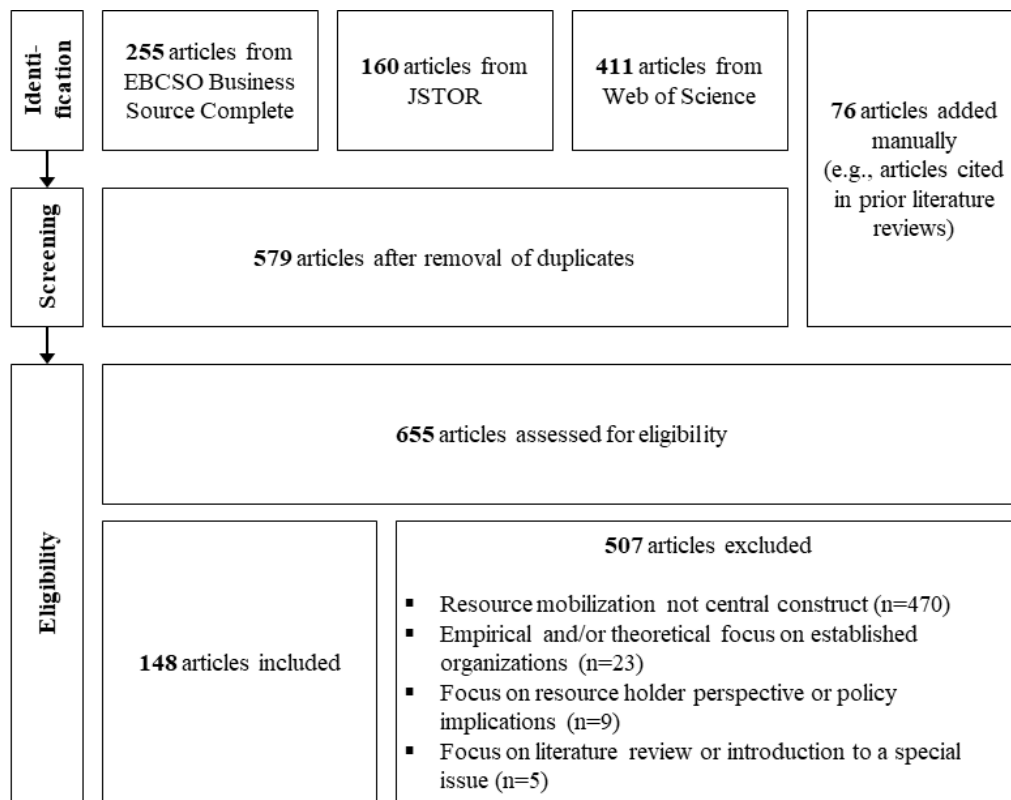 Identi-
fication
255 articles from
EBCSO Business
Source Complete
160 articles from
JSTOR
411 articles from
Web of Science
76 articles added
manually
(e.g., articles cited
in prior literature
reviews)
Screening
579 articles after removal of duplicates
Eligibility
655 articles assessed for eligibility
148 articles included
507 articles excluded
▪ Resource mobilization not central construct (n=470)
▪ Empirical and/or theoretical focus on established
organizations (n=23)
▪ Focus on resource holder perspective or policy
implications (n=9)
▪ Focus on literature review or introduction to a special
issue (n=5)